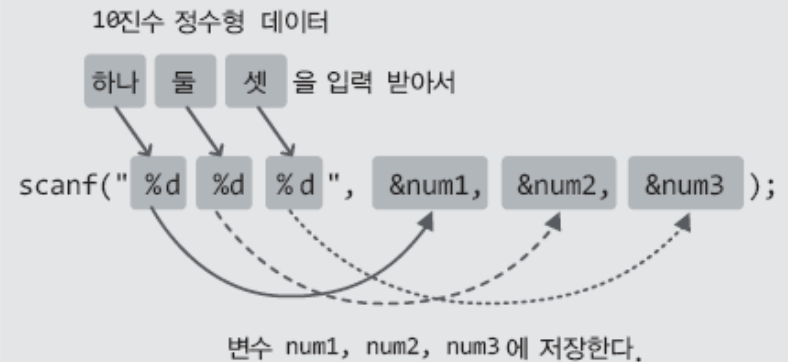 10진수 정수형 데이터
하나 둘 셋 을 입력 받아서
scanf(" %d %d %d ", &num1, &num2, &num3 );
변수 num1, num2, num3 에 저장한다.